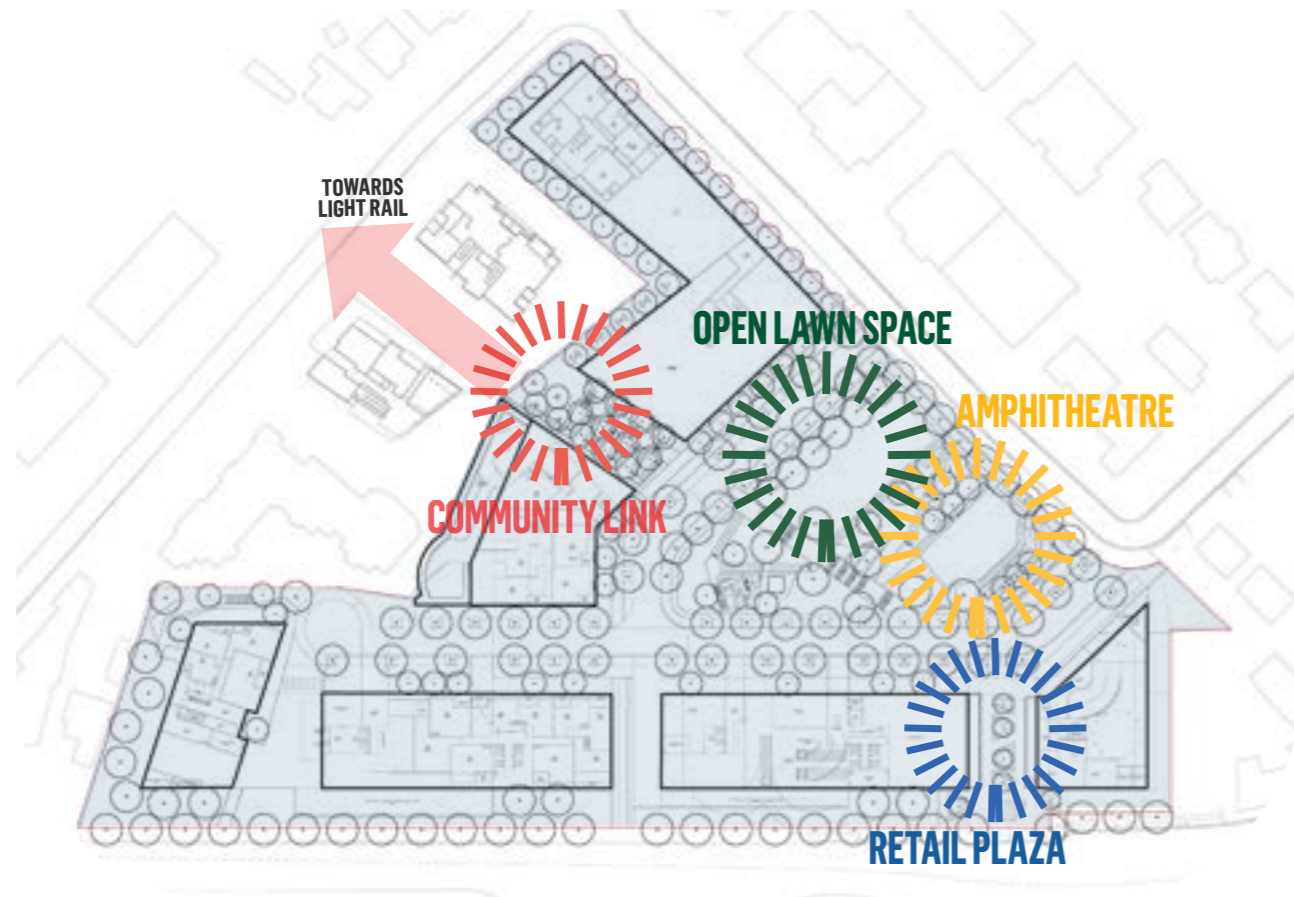 TOWARDS
LIGHT RAIL
OPEN LAWN SPACE
AMPHITHEATRE
COMMUNITY LINK
RETAIL PLAZA